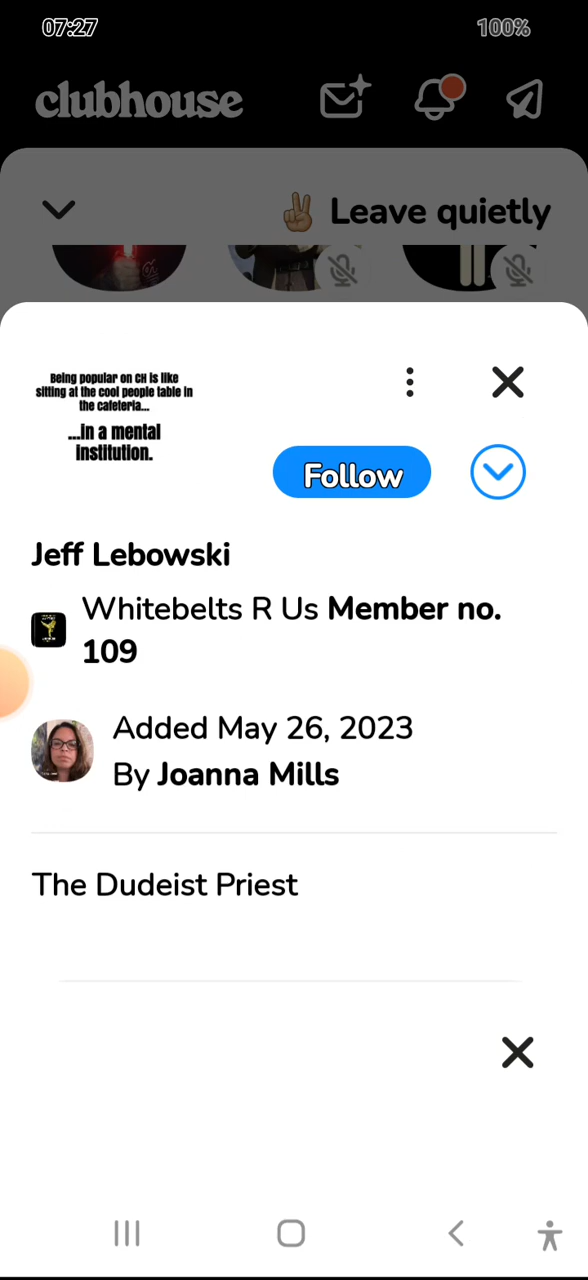 07:27
100%
clubhouse
✌🏼 Leave quietly
Being popular on CH is like
sitting at the cool people table in
the cafeteria...
...in a mental
institution.
Follow
Jeff Lebowski
Whitebelts R Us Member no.
109
Added May 26, 2023
By Joanna Mills
The Dudeist Priest